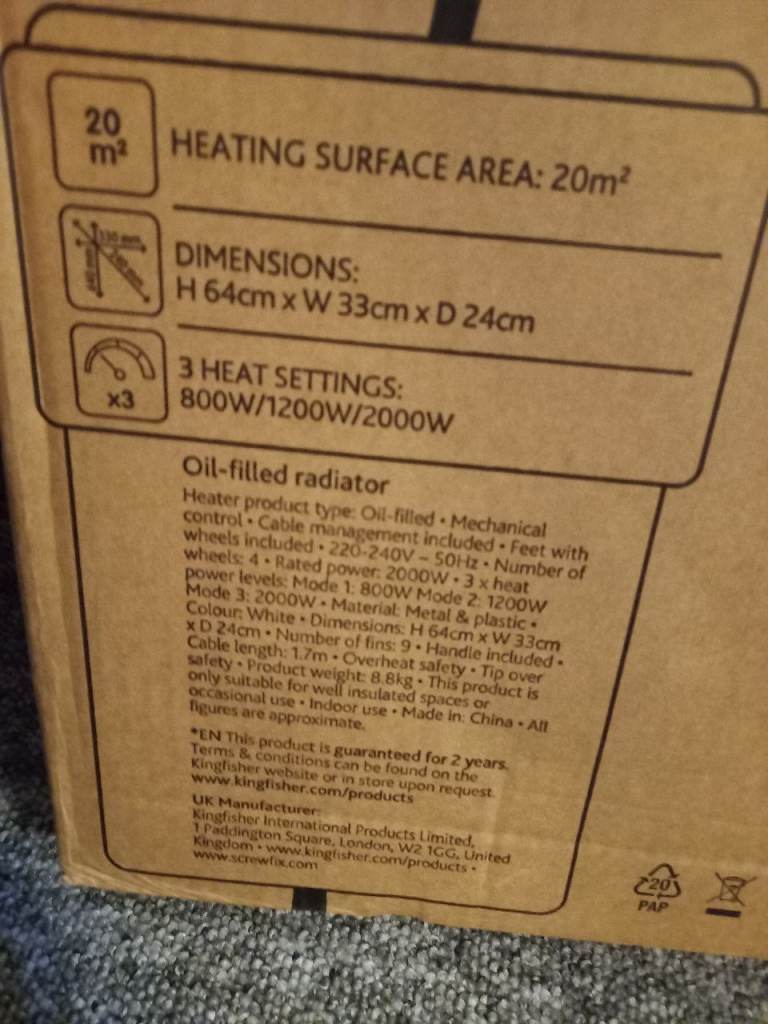 20
m²
HEATING SURFACE AREA: 20m²
330 mm
640 mm
240 mm
DIMENSIONS:
H 64cm x W 33cm x D 24cm
x3
3 HEAT SETTINGS:
800W/1200W/2000W
Oil-filled radiator
Heater product type: Oil-filled • Mechanical
control • Cable management included • Feet with
wheels included • 220-240V ~ 50Hz • Number of
wheels: 4 • Rated power: 2000W • 3 x heat
power levels: Mode 1: 800W Mode 2: 1200W
Mode 3: 2000W • Material: Metal & plastic •
Colour: White • Dimensions: H 64cm x W 33cm
x D 24cm • Number of fins: 9 • Handle included •
Cable length: 1.7m • Overheat safety • Tip over
safety • Product weight: 8.8kg • This product is
only suitable for well insulated spaces or
occasional use • Indoor use • Made in: China • All
figures are approximate.
*EN This product is guaranteed for 2 years.
Terms & conditions can be found on the
Kingfisher website or in store upon request.
www.kingfisher.com/products
UK Manufacturer:
Kingfisher International Products Limited,
1 Paddington Square, London, W2 1GG, United
Kingdom • www.kingfisher.com/products •
www.screwfix.com
20
PAP